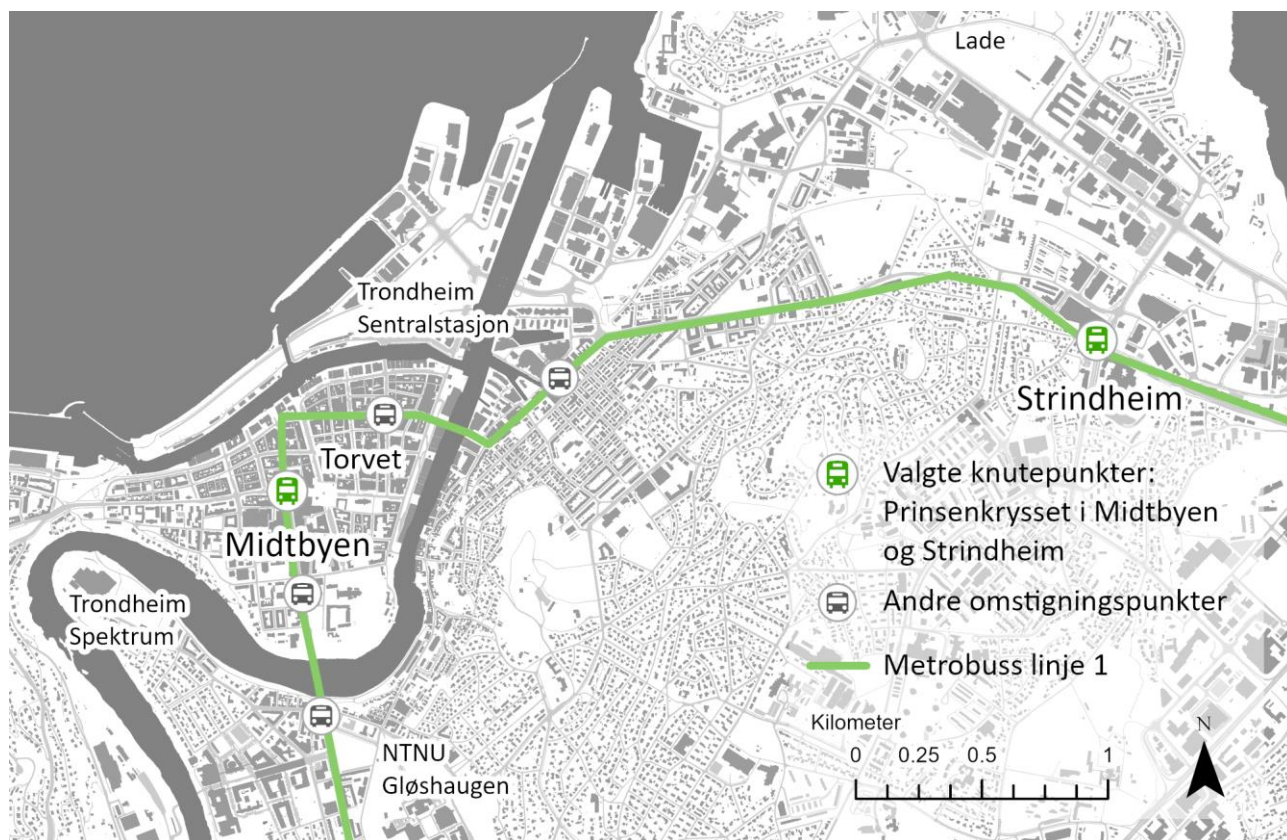 Lade
Trondheim
Sentralstasjon
Strindheim
Torvet
Midtbyen
Trondheim
Spektrum
NTNU
Gløshaugen
Valgte knutepunkter:
Prinsenkrysset i Midtbyen
og Strindheim
Andre omstigningspunkter
Metrobuss linje 1
Kilometer
0 0.25 0.5 1
N